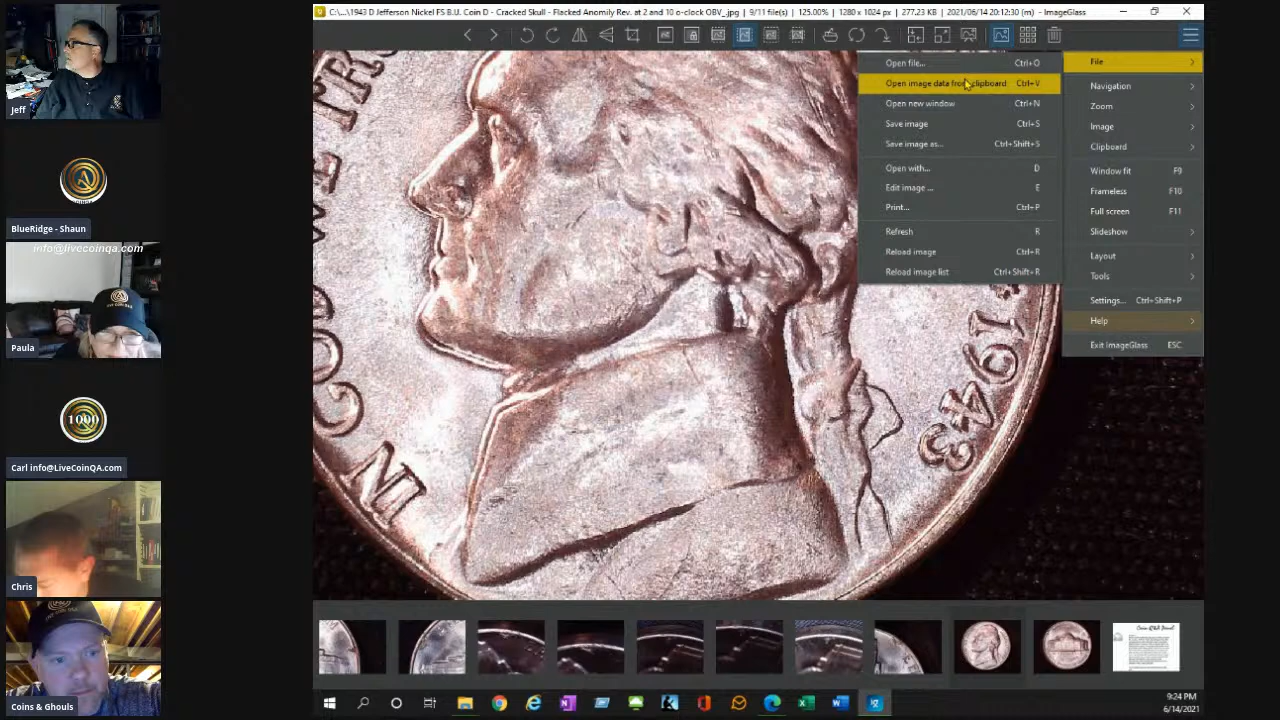 Jeff
BlueRidge - Shaun
info@livecoinqa.com
Paula
1000
Carl info@LiveCoinQA.com
Chris
Coins & Ghouls
C:\...\1943 D Jefferson Nickel FS B.U. Coin D - Cracked Skull - Flacked Anomily Rev. at 2 and 10 o-clock OBV_.jpg | 9/11 file(s) | 125.00% | 1280 x 1024 px | 277.23 KB | 2021/06/14 20:12:30 (m) - ImageGlass
Open file... Ctrl+O
Open image data from clipboard Ctrl+V
Open new window Ctrl+N
Save image Ctrl+S
Save image as... Ctrl+Shift+S
Open with... D
Edit image ... E
Print... Ctrl+P
Refresh R
Reload image Ctrl+R
Reload image list Ctrl+Shift+R
File
Navigation
Zoom
Image
Clipboard
Window fit F9
Frameless F10
Full screen F11
Slideshow
Layout
Tools
Settings... Ctrl+Shift+P
Help
Exit ImageGlass ESC
IN GOD WE TRU
1943
9:24 PM
6/14/2021